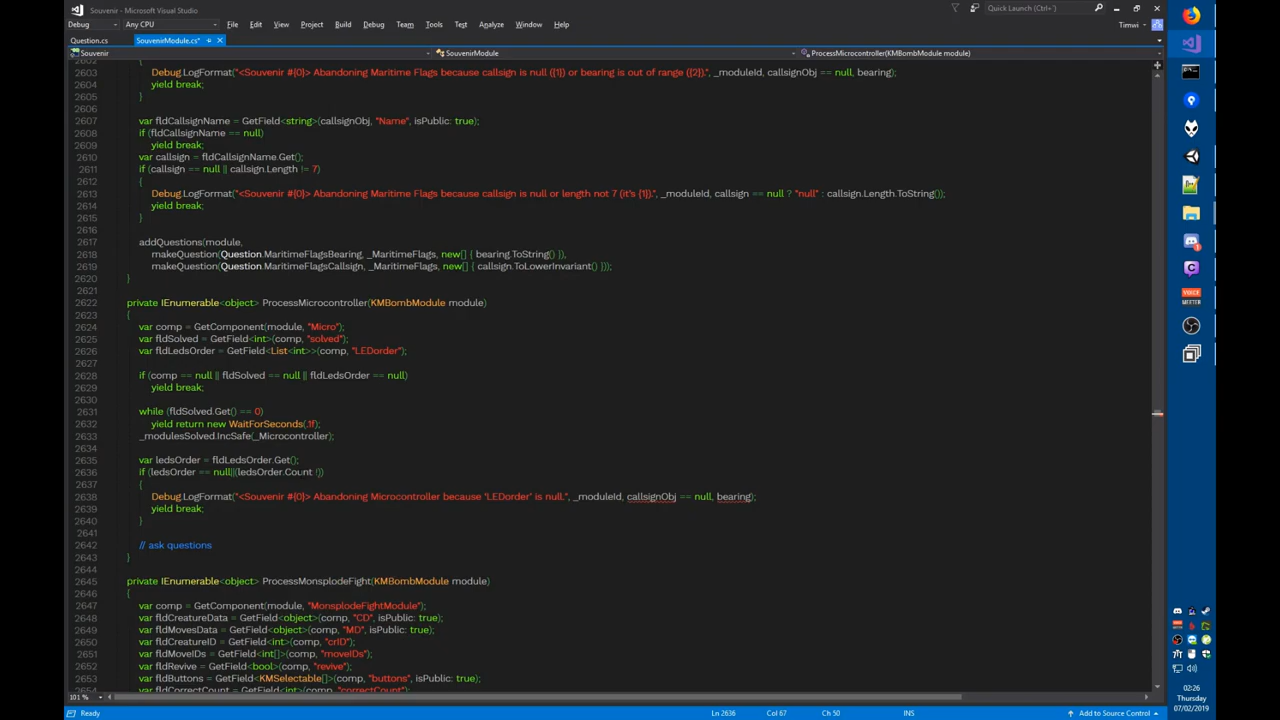 Souvenir - Microsoft Visual Studio
Quick Launch (Ctrl+')
Debug Any CPU File Edit View Project Build Debug Team Tools Test Analyze Window Help Timwi
Question.cs SouvenirModule.cs*
Souvenir SouvenirModule ProcessMicrocontroller(KMBombModule module)
2602
2603 Debug.LogFormat("<Souvenir #{0}> Abandoning Maritime Flags because callsign is null ({1}) or bearing is out of range ({2}).", _moduleId, callsignObj == null, bearing);
2604 yield break;
2605 }
2606
2607 var fldCallsignName = GetField<string>(callsignObj, "Name", isPublic: true);
2608 if (fldCallsignName == null)
2609 yield break;
2610 var callsign = fldCallsignName.Get();
2611 if (callsign == null || callsign.Length != 7)
2612 {
2613 Debug.LogFormat("<Souvenir #{0}> Abandoning Maritime Flags because callsign is null or length not 7 (it's {1}).", _moduleId, callsign == null ? "null" : callsign.Length.ToString());
2614 yield break;
2615 }
2616
2617 addQuestions(module,
2618 makeQuestion(Question.MaritimeFlagsBearing, _MaritimeFlags, new[] { bearing.ToString() }),
2619 makeQuestion(Question.MaritimeFlagsCallsign, _MaritimeFlags, new[] { callsign.ToLowerInvariant() }));
2620 }
2621
2622 private IEnumerable<object> ProcessMicrocontroller(KMBombModule module)
2623 {
2624 var comp = GetComponent(module, "Micro");
2625 var fldSolved = GetField<int>(comp, "solved");
2626 var fldLedsOrder = GetField<List<int>>(comp, "LEDorder");
2627
2628 if (comp == null || fldSolved == null || fldLedsOrder == null)
2629 yield break;
2630
2631 while (fldSolved.Get() == 0)
2632 yield return new WaitForSeconds(.1f);
2633 _modulesSolved.IncSafe(_Microcontroller);
2634
2635 var ledsOrder = fldLedsOrder.Get();
2636 if (ledsOrder == null||(ledsOrder.Count !))
2637 {
2638 Debug.LogFormat("<Souvenir #{0}> Abandoning Microcontroller because 'LEDorder' is null.", _moduleId, callsignObj == null, bearing);
2639 yield break;
2640 }
2641
2642 // ask questions
2643 }
2644
2645 private IEnumerable<object> ProcessMonsplodeFight(KMBombModule module)
2646 {
2647 var comp = GetComponent(module, "MonsplodeFightModule");
2648 var fldCreatureData = GetField<object>(comp, "CD", isPublic: true);
2649 var fldMovesData = GetField<object>(comp, "MD", isPublic: true);
2650 var fldCreatureID = GetField<int>(comp, "crID");
2651 var fldMoveIDs = GetField<int[]>(comp, "moveIDs");
2652 var fldRevive = GetField<bool>(comp, "revive");
2653 var fldButtons = GetField<KMSelectable[]>(comp, "buttons", isPublic: true);
2654 var fldCorrectCount = GetField<int>(comp, "correctCount");
101 %
Ready Ln 2636 Col 67 Ch 50 INS Add to Source Control
VOICE
MEETER
02:26
Thursday
07/02/2019